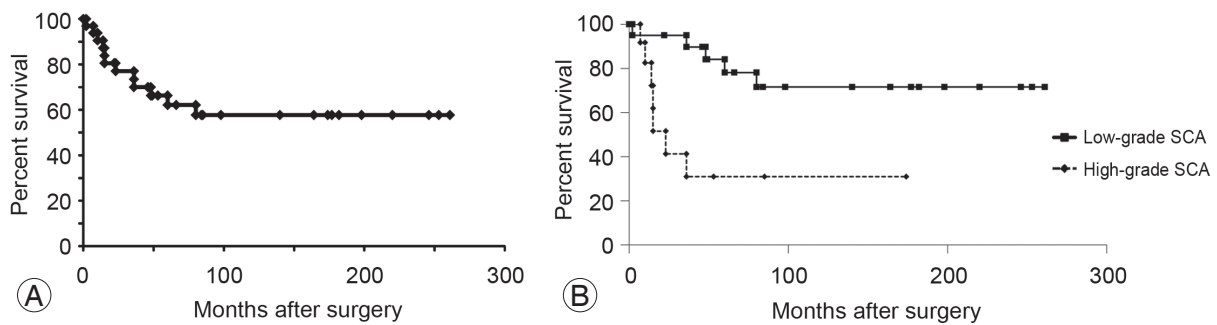 100
80
60
40
20
0
Percent survival
0
100
200
300
Months after surgery
A
100
80
60
40
20
0
Percent survival
0
100
200
300
Months after surgery
B
Low-grade SCA
High-grade SCA